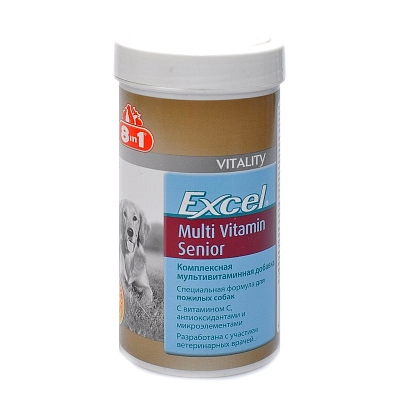 8in1
VITALITY
Excel
Multi Vitamin
Senior
Комплексная
мультивитаминная добавка
Специальная формула для
пожилых собак
С витамином С,
антиоксидантами и
микроэлементами
Разработана с участием
ветеринарных врачей